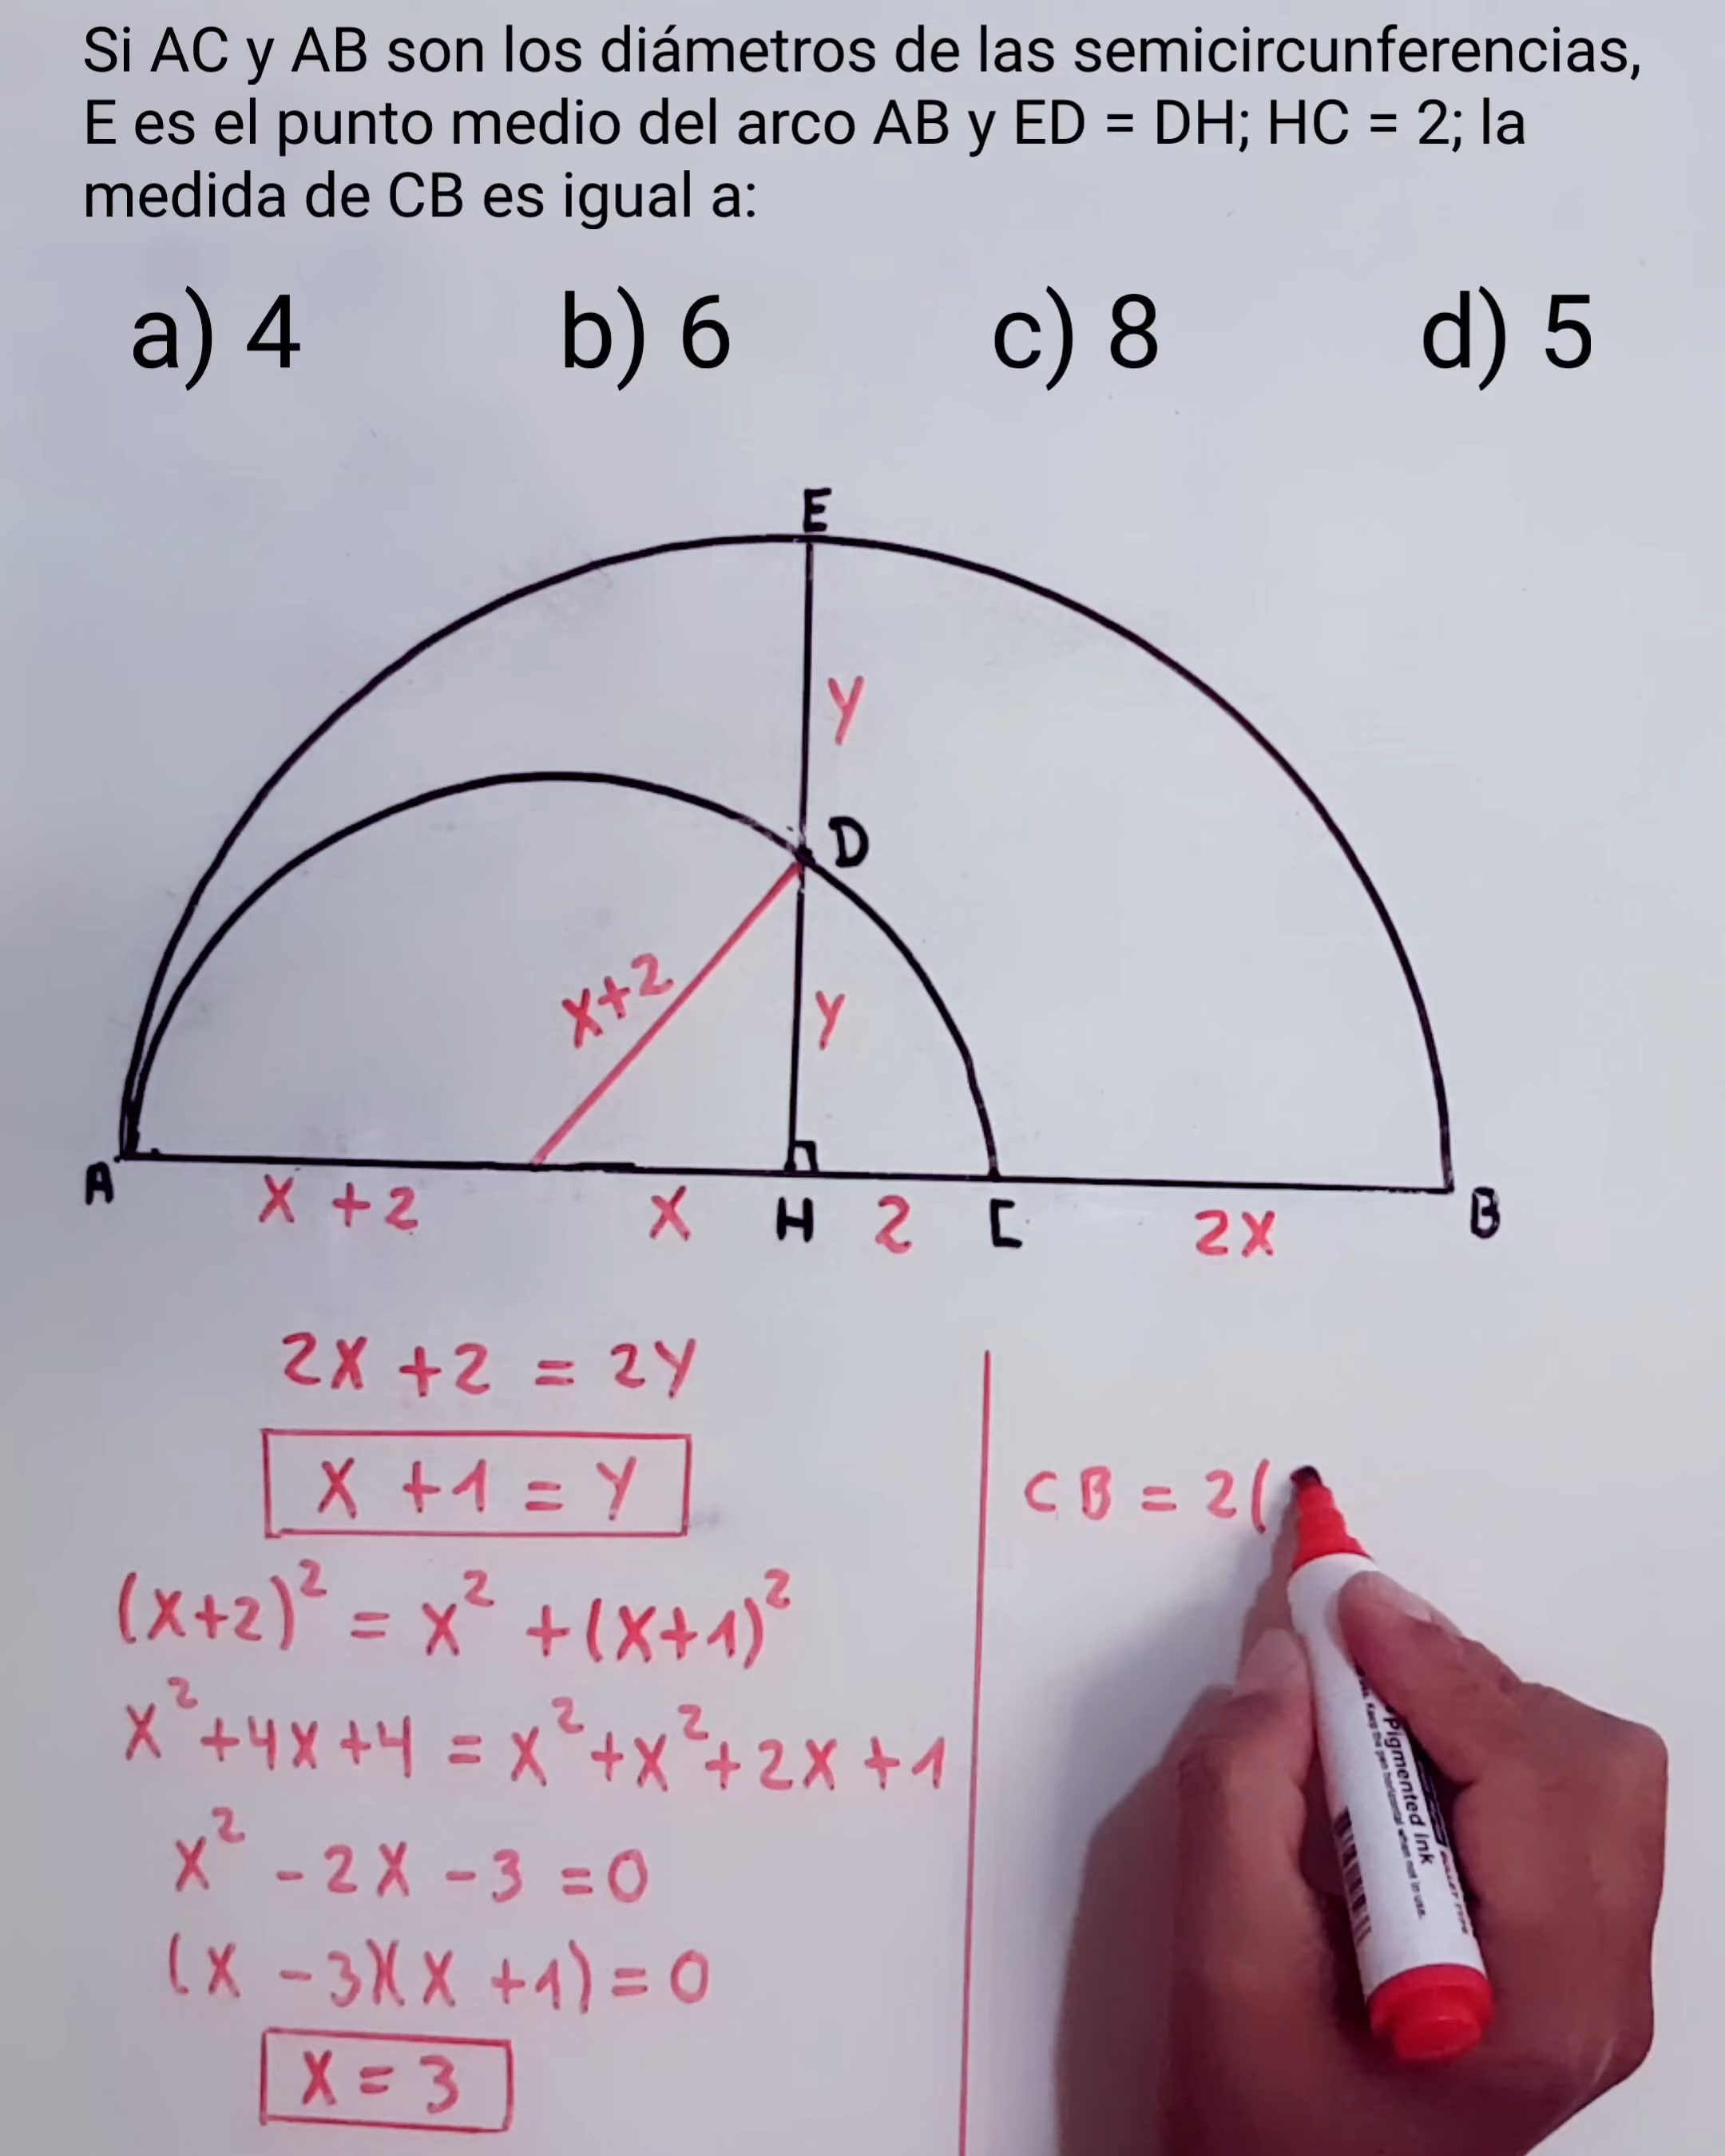 Si AC y AB son los diámetros de las semicircunferencias,
E es el punto medio del arco AB y ED = DH; HC = 2; la
medida de CB es igual a:
a) 4 b) 6 c) 8 d) 5
E
y
D
x+2
y
A
x + 2
x
H
2
C
2x
B
2x + 2 = 2y
x + 1 = y
(x+2)² = x² + (x+1)²
x² + 4x + 4 = x² + x² + 2x + 1
x² - 2x - 3 = 0
(x - 3)(x + 1) = 0
x = 3
CB = 2(
Pigmented ink